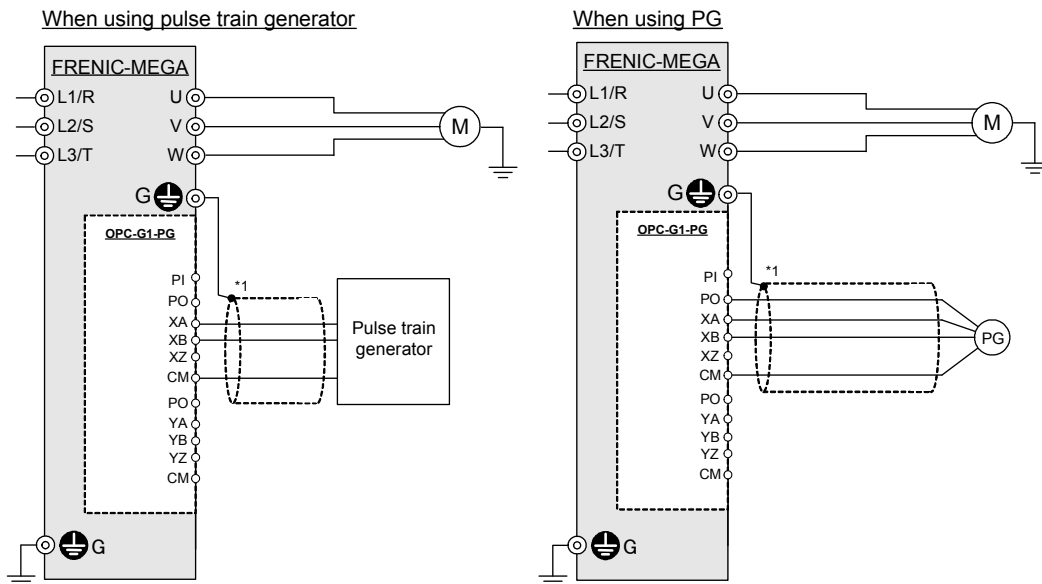 When using pulse train generator
FRENIC-MEGA
L1/R U
L2/S V
L3/T W
M
G
OPC-G1-PG
PI
*1
PO
XA
XB
XZ
CM
Pulse train
generator
PO
YA
YB
YZ
CM
G
When using PG
FRENIC-MEGA
L1/R U
L2/S V
L3/T W
M
G
OPC-G1-PG
PI
*1
PO
XA
XB
XZ
CM
PG
PO
YA
YB
YZ
CM
G